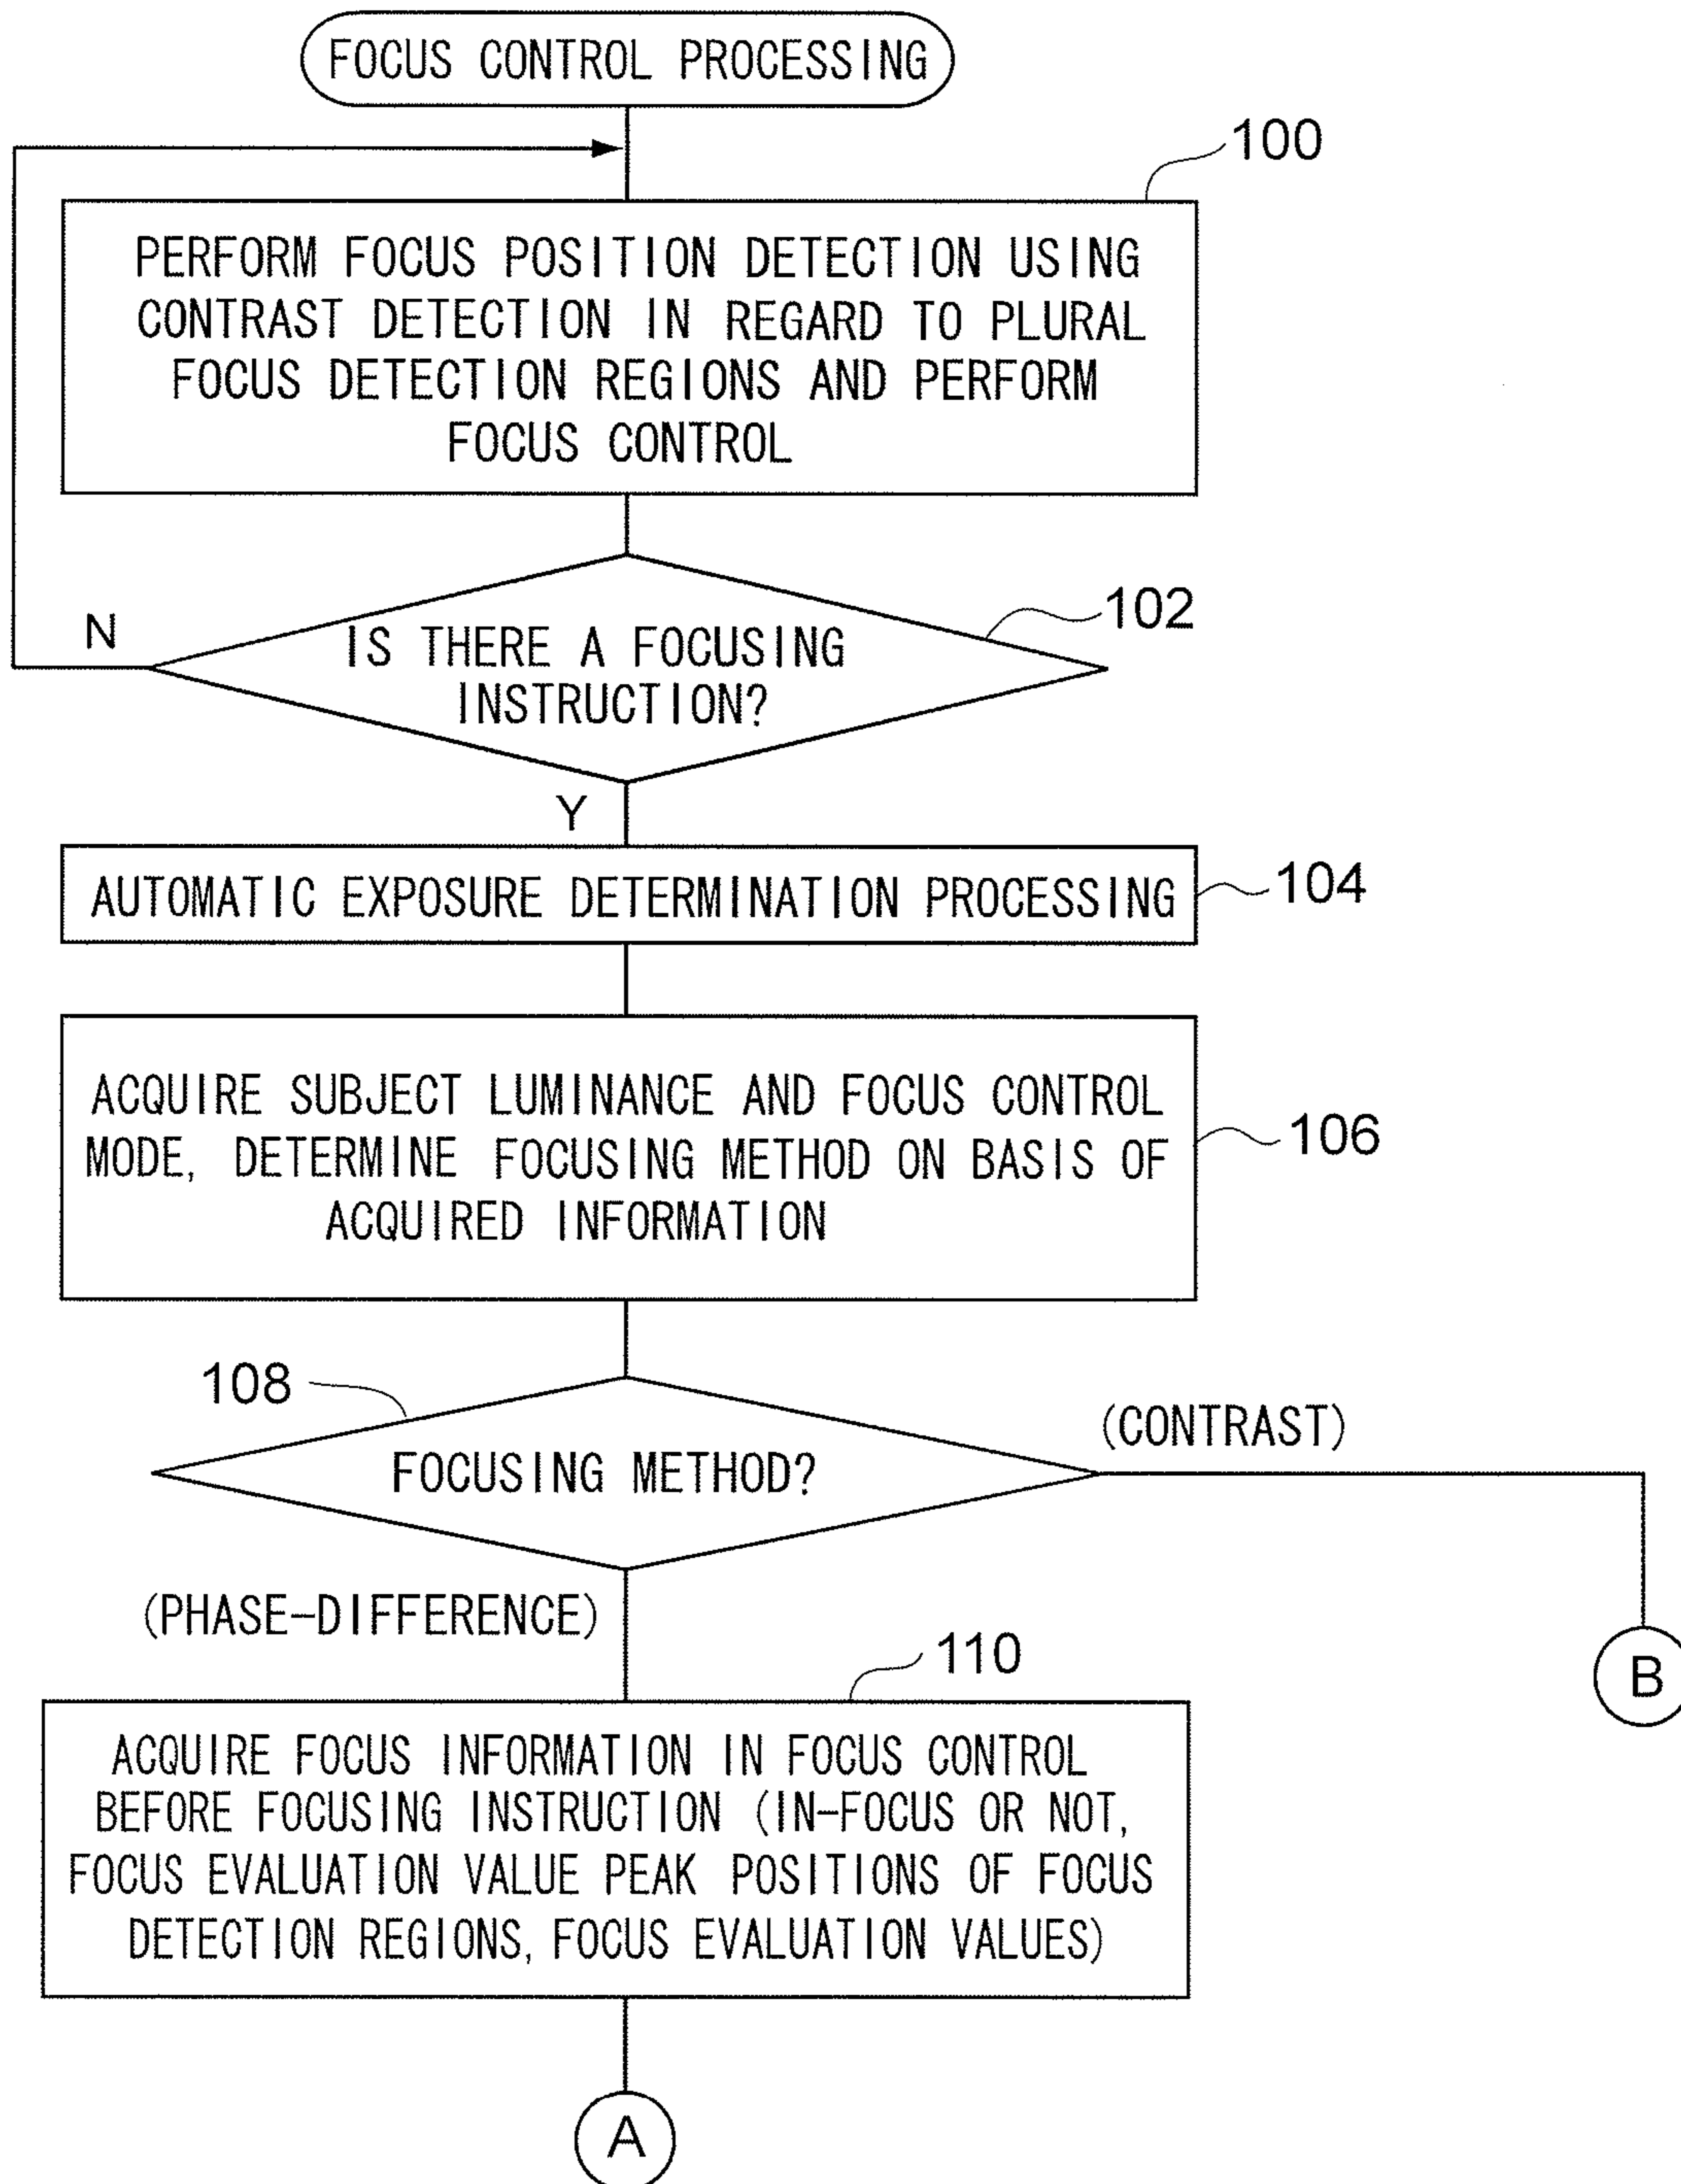 FOCUS CONTROL PROCESSING
100
PERFORM FOCUS POSITION DETECTION USING
CONTRAST DETECTION IN REGARD TO PLURAL
FOCUS DETECTION REGIONS AND PERFORM
FOCUS CONTROL
102
N
IS THERE A FOCUSING
INSTRUCTION?
Y
AUTOMATIC EXPOSURE DETERMINATION PROCESSING
104
ACQUIRE SUBJECT LUMINANCE AND FOCUS CONTROL
MODE, DETERMINE FOCUSING METHOD ON BASIS OF
ACQUIRED INFORMATION
106
108
(CONTRAST)
FOCUSING METHOD?
(PHASE-DIFFERENCE)
110
B
ACQUIRE FOCUS INFORMATION IN FOCUS CONTROL
BEFORE FOCUSING INSTRUCTION (IN-FOCUS OR NOT,
FOCUS EVALUATION VALUE PEAK POSITIONS OF FOCUS
DETECTION REGIONS, FOCUS EVALUATION VALUES)
A